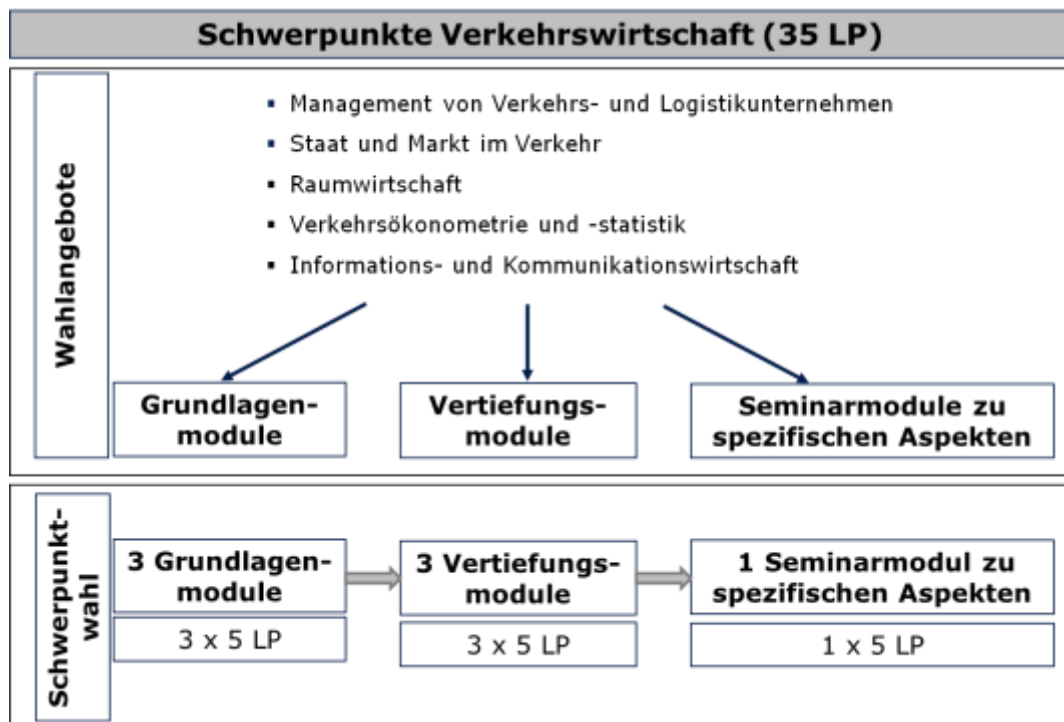 Schwerpunkte Verkehrswirtschaft (35 LP)
Wahlangebote
▪ Management von Verkehrs- und Logistikunternehmen
▪ Staat und Markt im Verkehr
▪ Raumwirtschaft
▪ Verkehrsökonometrie und -statistik
▪ Informations- und Kommunikationswirtschaft
Grundlagen-
module
Vertiefungs-
module
Seminarmodule zu
spezifischen Aspekten
Schwerpunkt-
wahl
3 Grundlagen-
module
3 x 5 LP
3 Vertiefungs-
module
3 x 5 LP
1 Seminarmodul zu
spezifischen Aspekten
1 x 5 LP